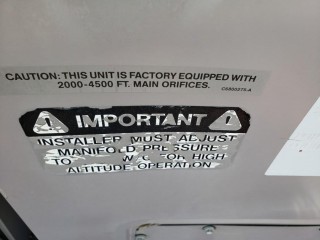 CAUTION: THIS UNIT IS FACTORY EQUIPPED WITH
2000-4500 FT. MAIN ORIFICES.
IMPORTANT
INSTALLER MUST ADJUST
MANIFOLD PRESSURE
TO FOR HIGH
ALTITUDE OPERATION